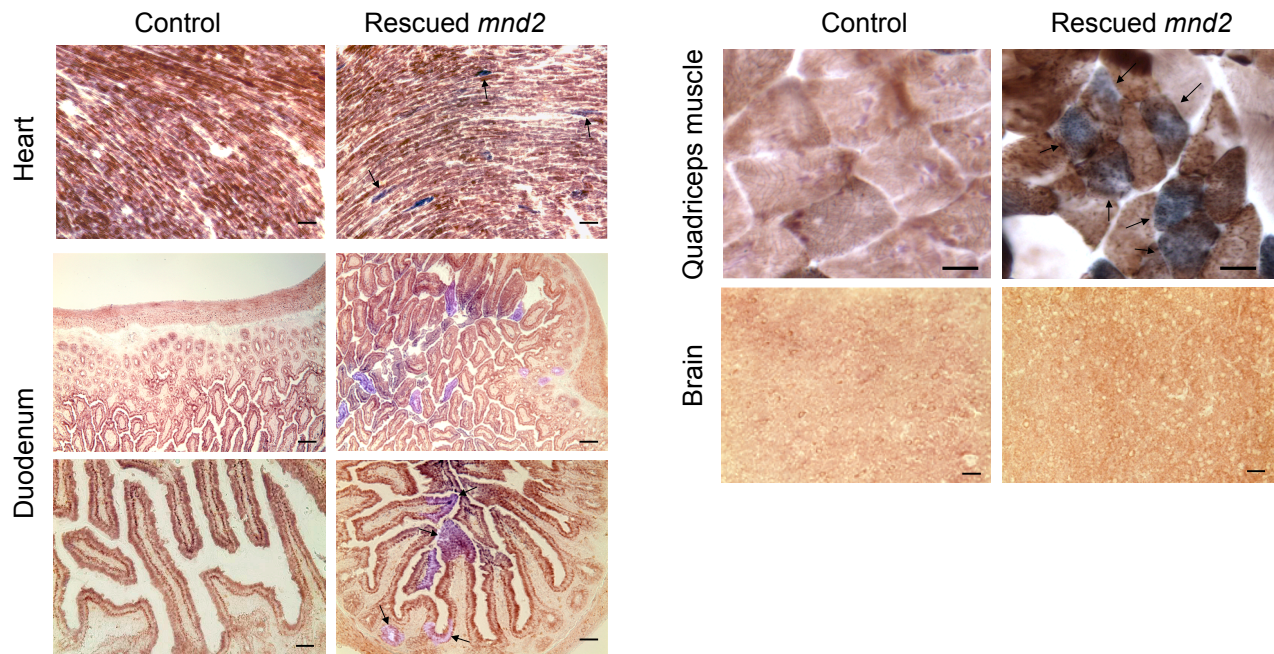 Control
Rescued mnd2
Heart
Duodenum
Control
Rescued mnd2
Quadriceps muscle
Brain